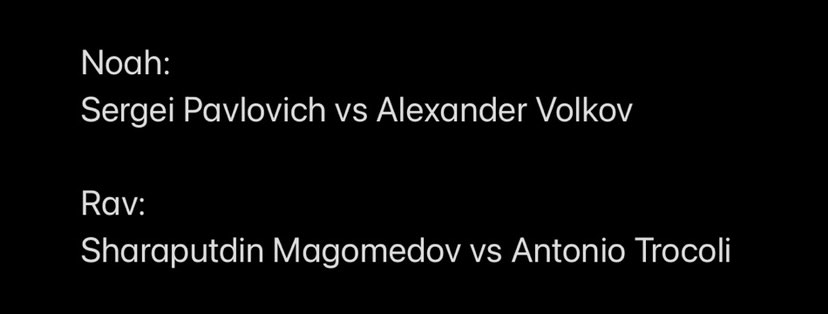 Noah:
Sergei Pavlovich vs Alexander Volkov
Rav:
Sharaputdin Magomedov vs Antonio Trocoli